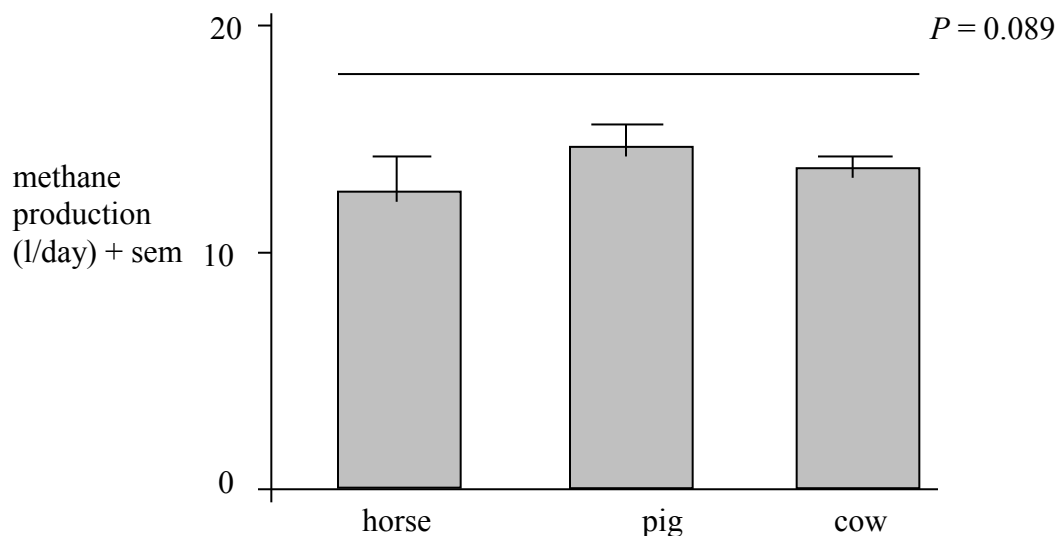 20
P = 0.089
methane
production
(l/day) + sem
10
0
horse
pig
cow